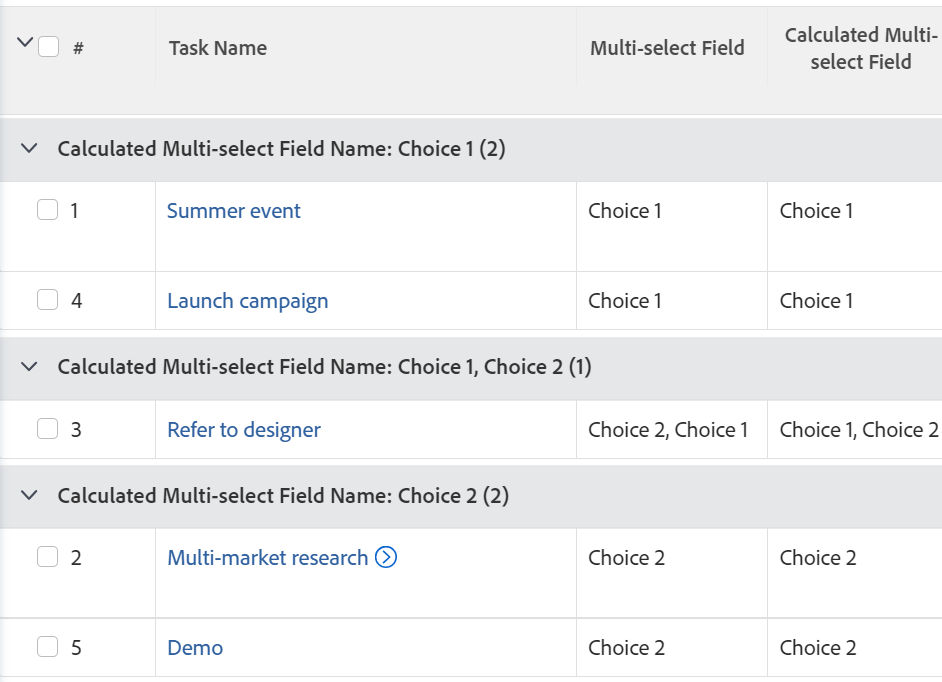 # Task Name Multi-select Field Calculated Multi-
select Field
Calculated Multi-select Field Name: Choice 1 (2)
1 Summer event Choice 1 Choice 1
4 Launch campaign Choice 1 Choice 1
Calculated Multi-select Field Name: Choice 1, Choice 2 (1)
3 Refer to designer Choice 2, Choice 1 Choice 1, Choice 2
Calculated Multi-select Field Name: Choice 2 (2)
2 Multi-market research Choice 2 Choice 2
5 Demo Choice 2 Choice 2